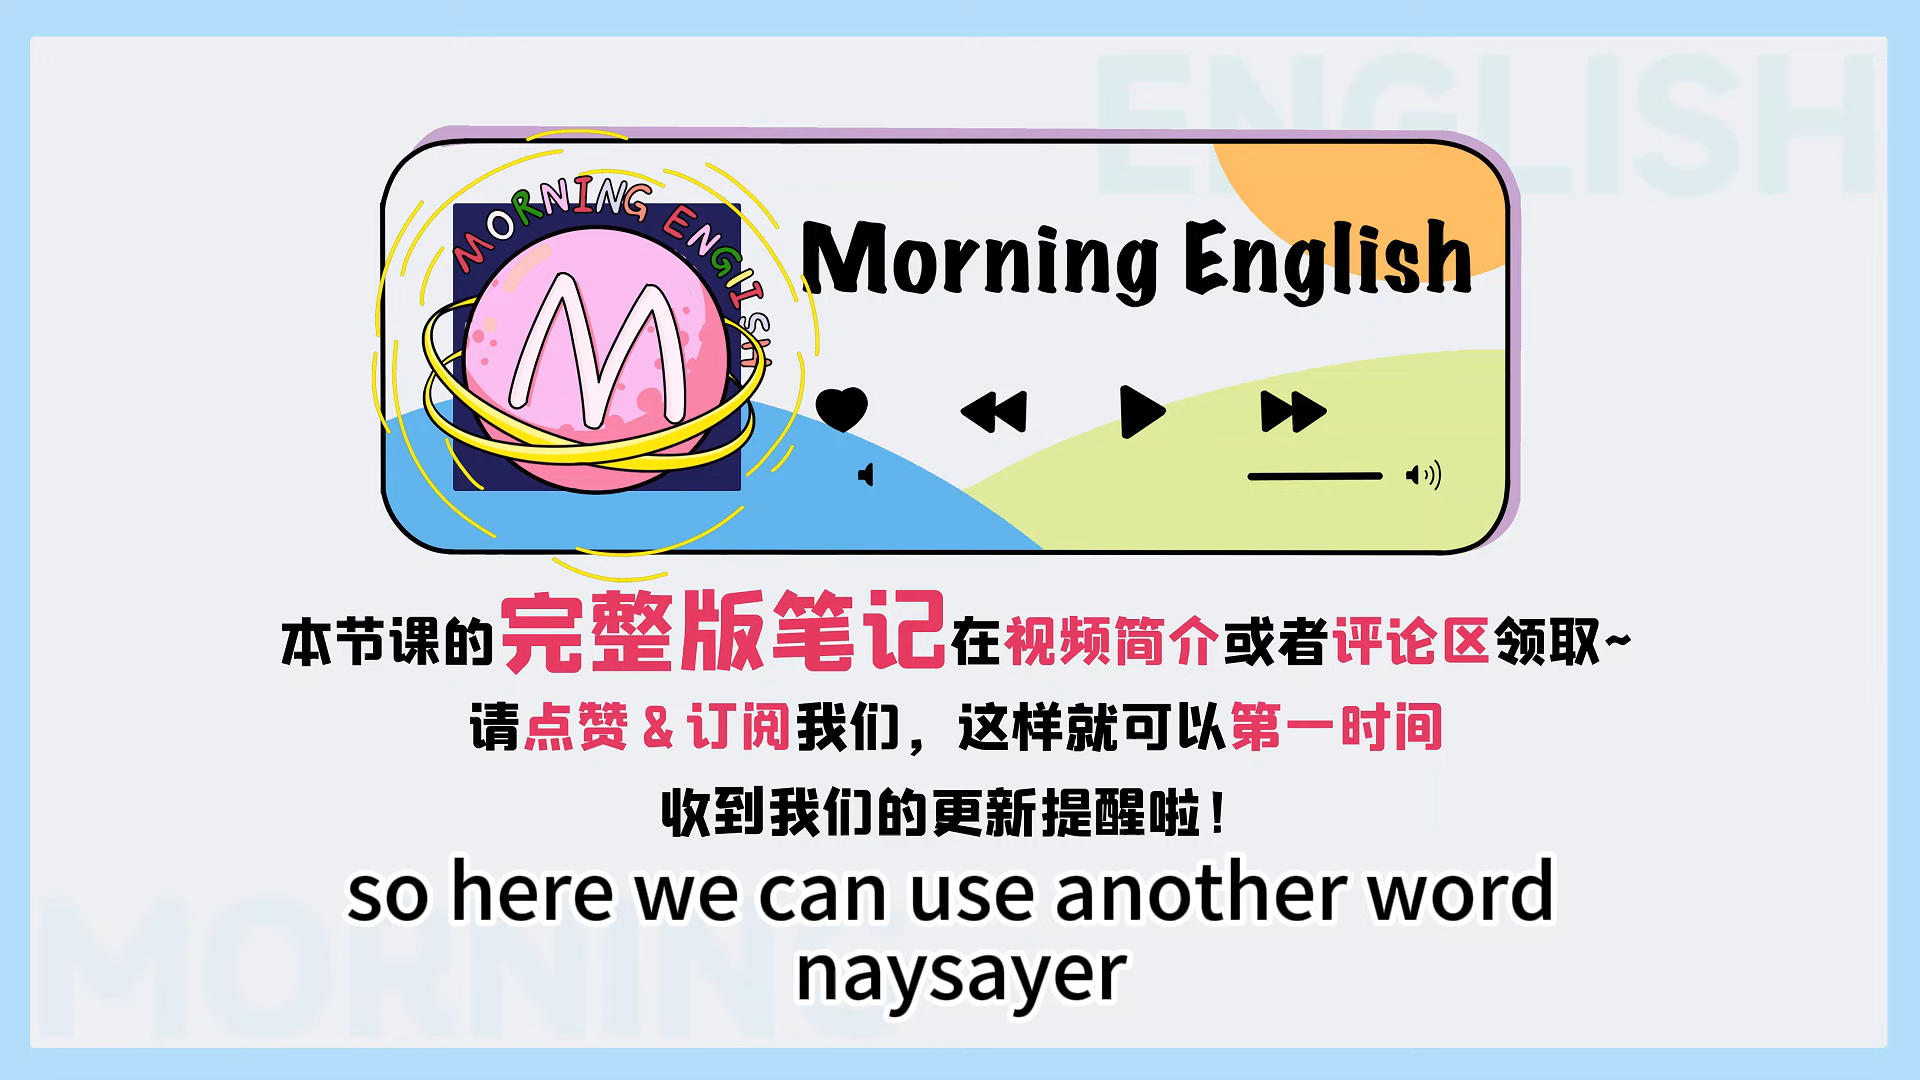 ENGLISH
MORNING ENGLISH
M
Morning English
本节课的完整版笔记在视频简介或者评论区领取~
请点赞&订阅我们，这样就可以第一时间
收到我们的更新提醒啦！
so here we can use another word
naysayer
MORNING